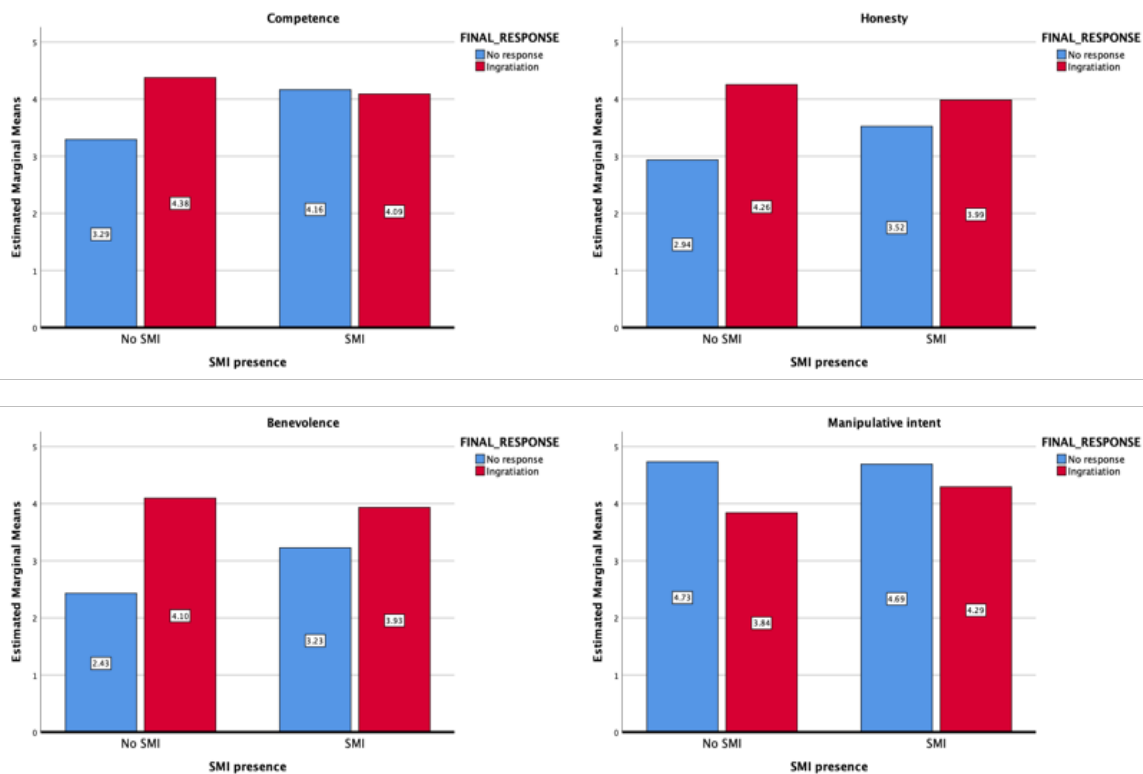 Competence
FINAL_RESPONSE
No response
Ingratiation
Estimated Marginal Means
5
4
3
2
1
0
3.29
4.38
4.16
4.09
No SMI
SMI
SMI presence
Honesty
FINAL_RESPONSE
No response
Ingratiation
Estimated Marginal Means
5
4
3
2
1
0
2.94
4.26
3.52
3.99
No SMI
SMI
SMI presence
Benevolence
FINAL_RESPONSE
No response
Ingratiation
Estimated Marginal Means
5
4
3
2
1
0
2.43
4.10
3.23
3.93
No SMI
SMI
SMI presence
Manipulative intent
FINAL_RESPONSE
No response
Ingratiation
Estimated Marginal Means
5
4
3
2
1
0
4.73
3.84
4.69
4.29
No SMI
SMI
SMI presence